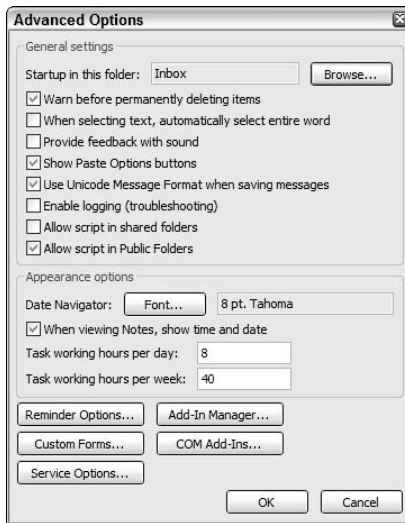 Advanced Options
General settings
Startup in this folder: Inbox Browse...
Warn before permanently deleting items
When selecting text, automatically select entire word
Provide feedback with sound
Show Paste Options buttons
Use Unicode Message Format when saving messages
Enable logging (troubleshooting)
Allow script in shared folders
Allow script in Public Folders
Appearance options
Date Navigator: Font... 8 pt. Tahoma
When viewing Notes, show time and date
Task working hours per day: 8
Task working hours per week: 40
Reminder Options... Add-In Manager...
Custom Forms... COM Add-Ins...
Service Options...
OK Cancel